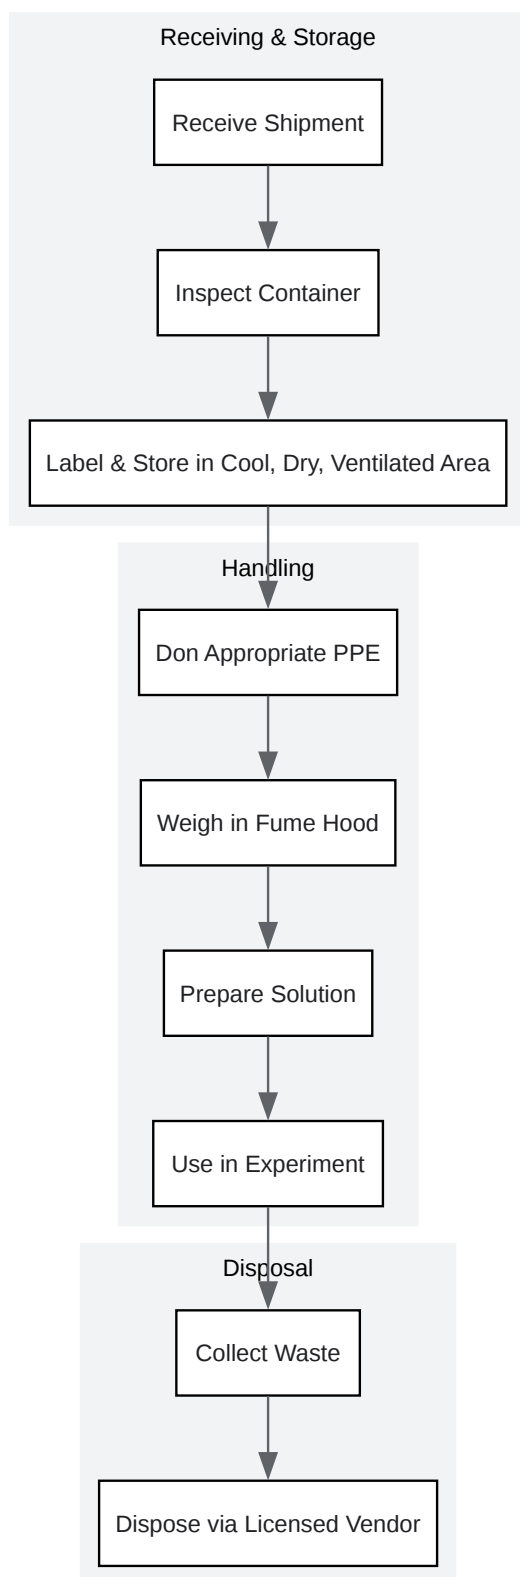 Receiving & Storage
Receive Shipment
Inspect Container
Label & Store in Cool, Dry, Ventilated Area
Handling
Don Appropriate PPE
Weigh in Fume Hood
Prepare Solution
Use in Experiment
Disposal
Collect Waste
Dispose via Licensed Vendor